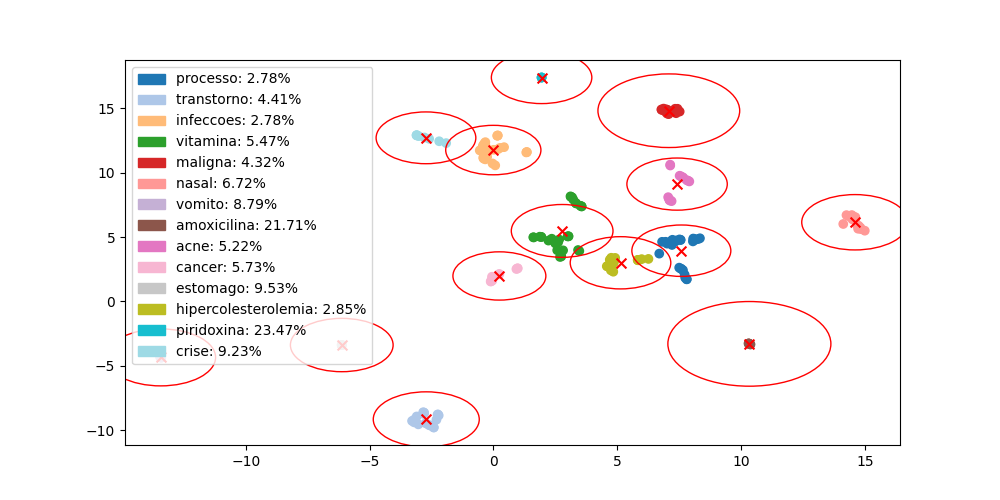 processo: 2.78%
transtorno: 4.41%
infeccoes: 2.78%
vitamina: 5.47%
maligna: 4.32%
nasal: 6.72%
vomito: 8.79%
amoxicilina: 21.71%
acne: 5.22%
cancer: 5.73%
estomago: 9.53%
hipercolesterolemia: 2.85%
piridoxina: 23.47%
crise: 9.23%
15
10
5
0
−5
−10
−10 −5 0 5 10 15